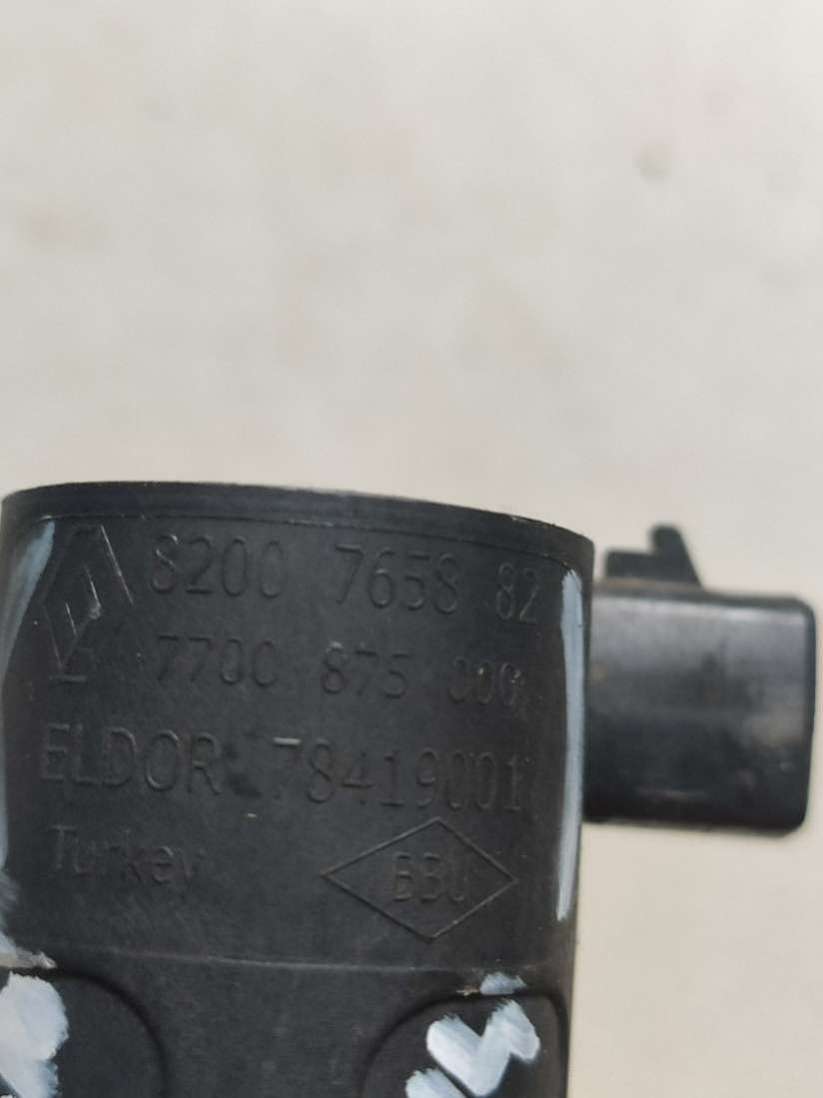 8200 7658 82
7700 875 000
ELDOR 78419001
Turkey
BBU